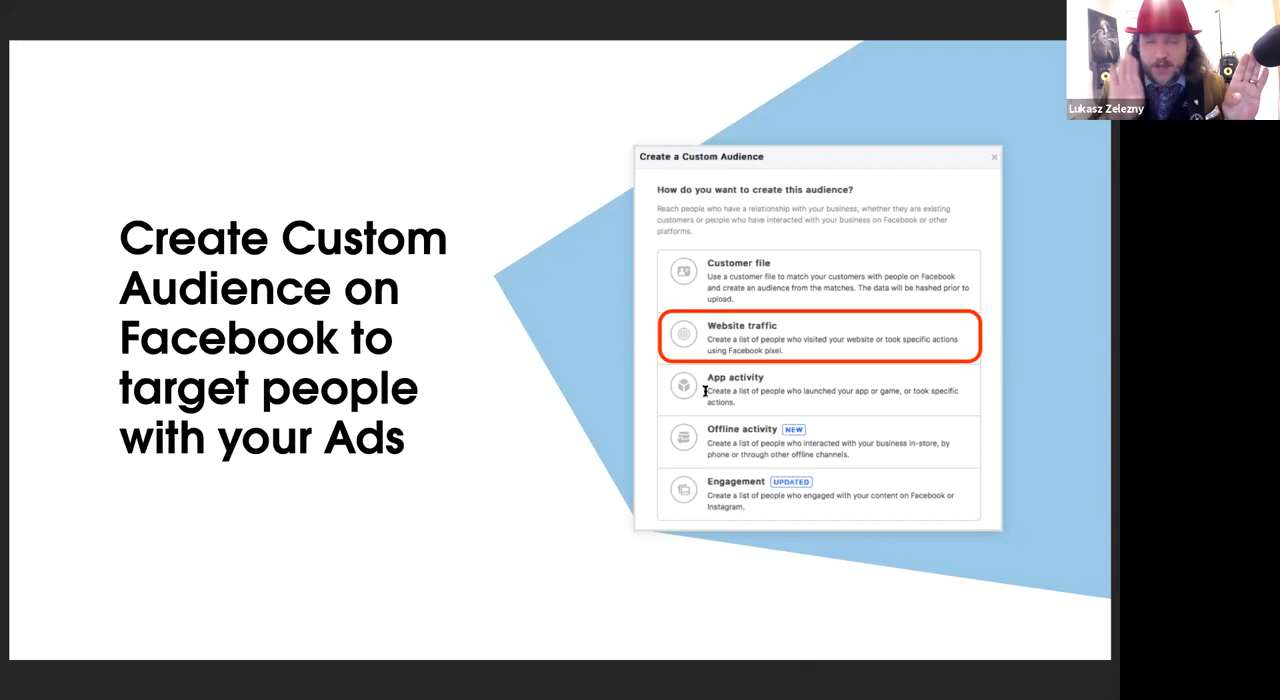 Lukasz Zelezny
Create Custom
Audience on
Facebook to
target people
with your Ads
Create a Custom Audience
×
How do you want to create this audience?
Reach people who have a relationship with your business, whether they are existing
customers or people who have interacted with your business on Facebook or other
platforms.
Customer file
Use a customer file to match your customers with people on Facebook
and create an audience from the matches. The data will be hashed prior to
upload.
Website traffic
Create a list of people who visited your website or took specific actions
using Facebook pixel.
App activity
Create a list of people who launched your app or game, or took specific
actions.
Offline activity NEW
Create a list of people who interacted with your business in-store, by
phone or through other offline channels.
Engagement UPDATED
Create a list of people who engaged with your content on Facebook or
Instagram.